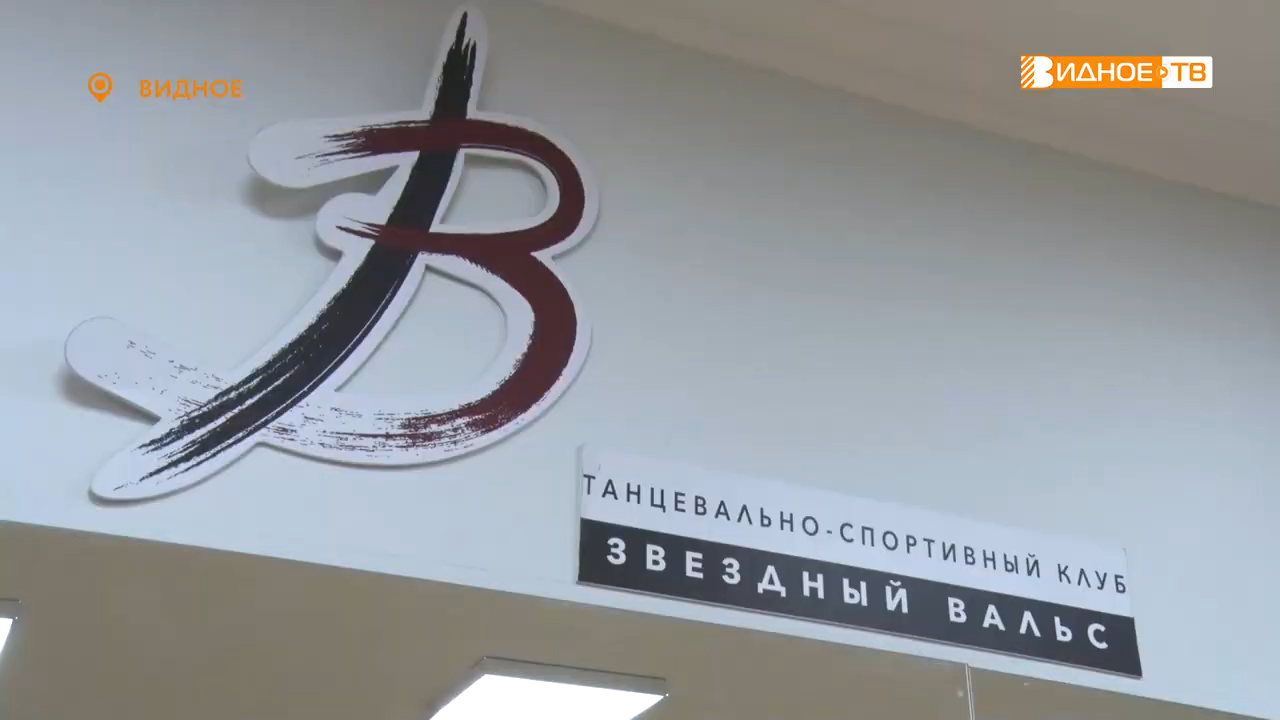 ВИДНОЕ
ВИДНОЕ ТВ
В
ТАНЦЕВАЛЬНО-СПОРТИВНЫЙ КЛУБ
ЗВЕЗДНЫЙ ВАЛЬС